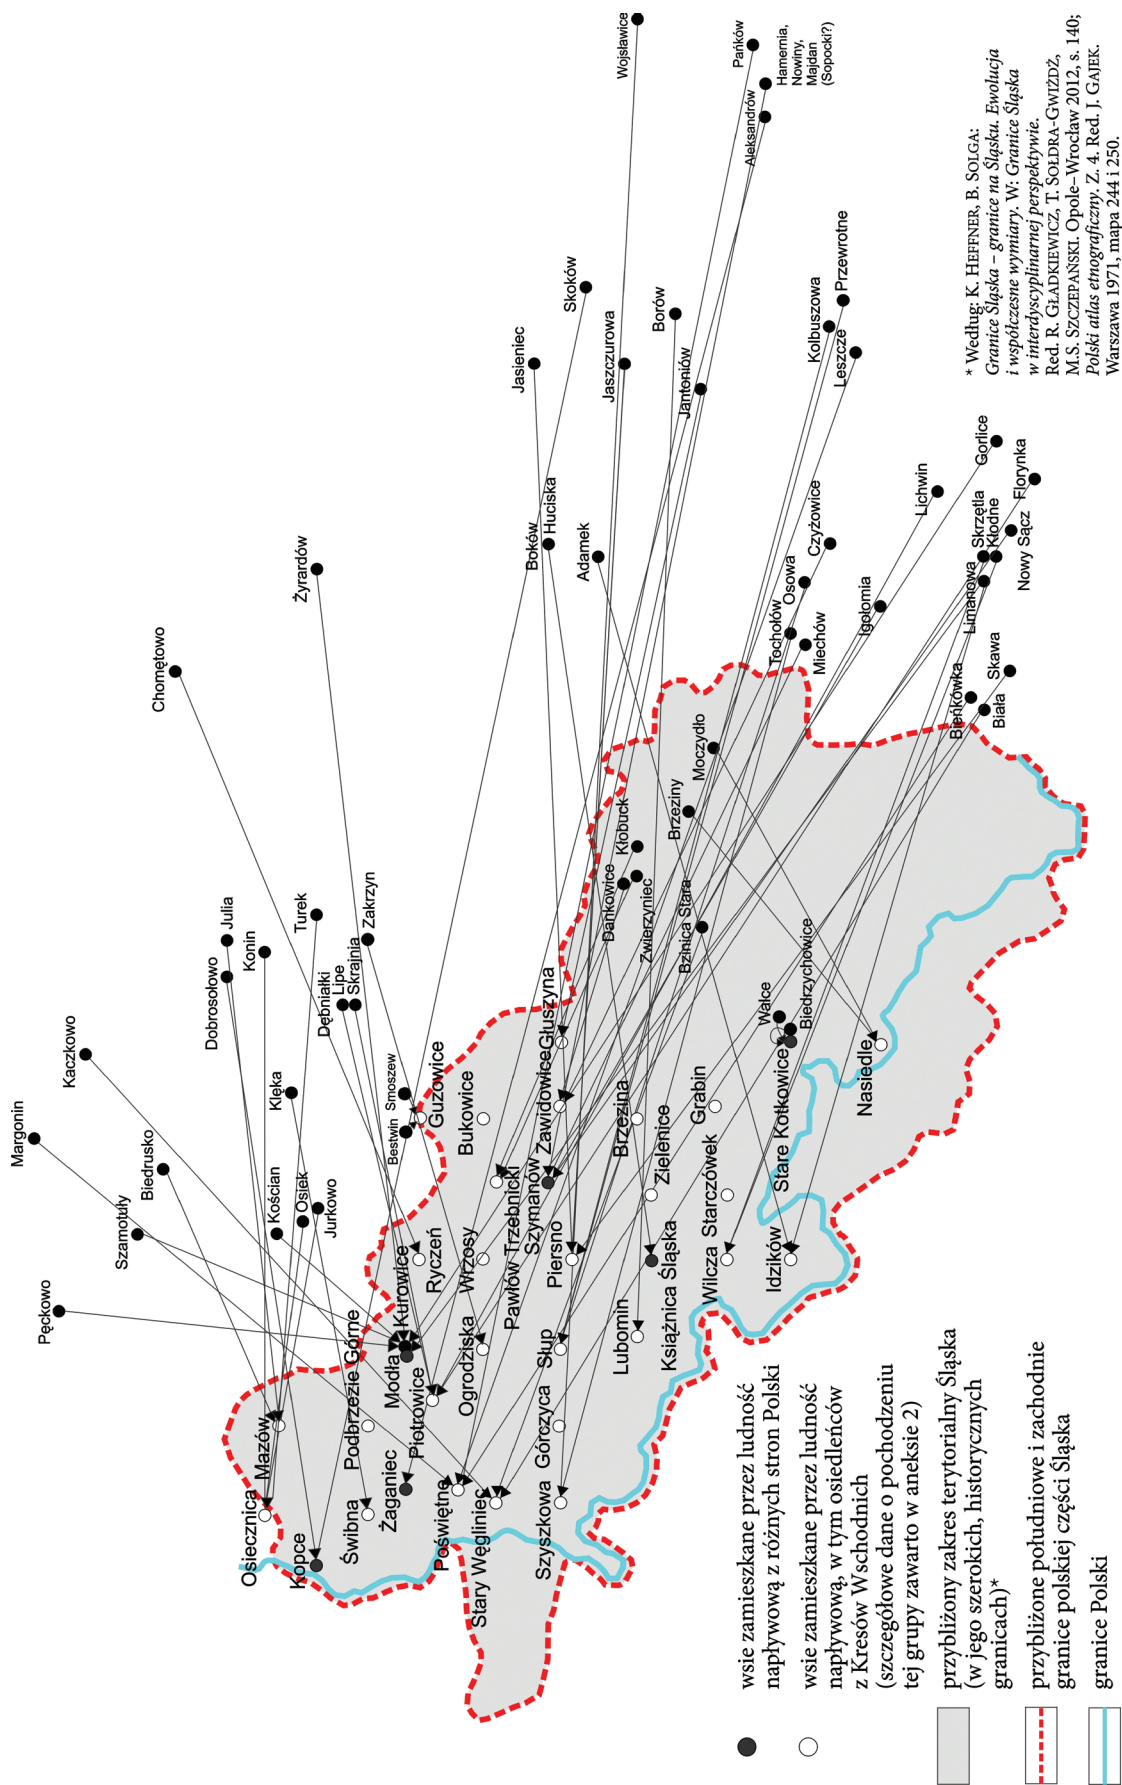 Margonin
Kaczkowo
Szamotuły
Pęckowo
Biedrusko
Chomętowo
Dobrosołowo
Julia
Konin
Klęka
Kościan
Osiek
Jurkowo
Turek
Dębniałki
Lipe
Skrajnia
Zakrzyn
Żyrardów
Smoszew
Bestwin
Jasieniec
Skoków
Wojsławice
Pańków
Hamernia,
Nowiny,
Majdan
(Sopocki?)
Aleksandrów
Boków
Huciska
Adamek
Jaszczurowa
Borów
Jantoniów
Kolbuszowa
Przewrotne
Leszcze
Czyżowice
Osowa
Tochołów
Miechów
Igołomia
Lichwin
Gorlice
Florynka
Skrzętla
Kłodne
Nowy Sącz
Limanowa
Skawa
Bieńkówka
Biała
Moczydło
Brzeziny
Kłobuck
Dankowice
Zwierzyniec
Bzinica Stara
Walce
Biedrzychowice
Osiecznica
Mazów
Kopce
Świbna
Podbrzezie Górne
Żaganiec
Modła
Kurowice
Piotrowice
Ryczeń
Guzowice
Bukowice
Wrzosy
Ogrodziska
Pawłów Trzebnicki
Szymanów
Zawidowice
Głuszyna
Poświętne
Stary Węgliniec
Szyszkowa
Górczyca
Słup
Piersno
Brzezina
Zielenice
Lubomin
Książnica Śląska
Grabin
Starczówek
Wilcza
Stare Kotkowice
Idzików
Nasiedle
wsie zamieszkane przez ludność
napływową z różnych stron Polski
wsie zamieszkane przez ludność
napływową, w tym osiedleńców
z Kresów Wschodnich
(szczegółowe dane o pochodzeniu
tej grupy zawarto w aneksie 2)
przybliżony zakres terytorialny Śląska
(w jego szerokich, historycznych
granicach)*
przybliżone południowe i zachodnie
granice polskiej części Śląska
granice Polski
* Według: K. HEFFNER, B. SOLGA:
Granice Śląska – granice na Śląsku. Ewolucja
i współczesne wymiary. W: Granice Śląska
w interdyscyplinarnej perspektywie.
Red. R. GŁADKIEWICZ, T. SOŁDRA-GWIŻDŻ,
M.S. SZCZEPAŃSKI. Opole–Wrocław 2012, s. 140;
Polski atlas etnograficzny. Z. 4. Red. J. GAJEK.
Warszawa 1971, mapa 244 i 250.